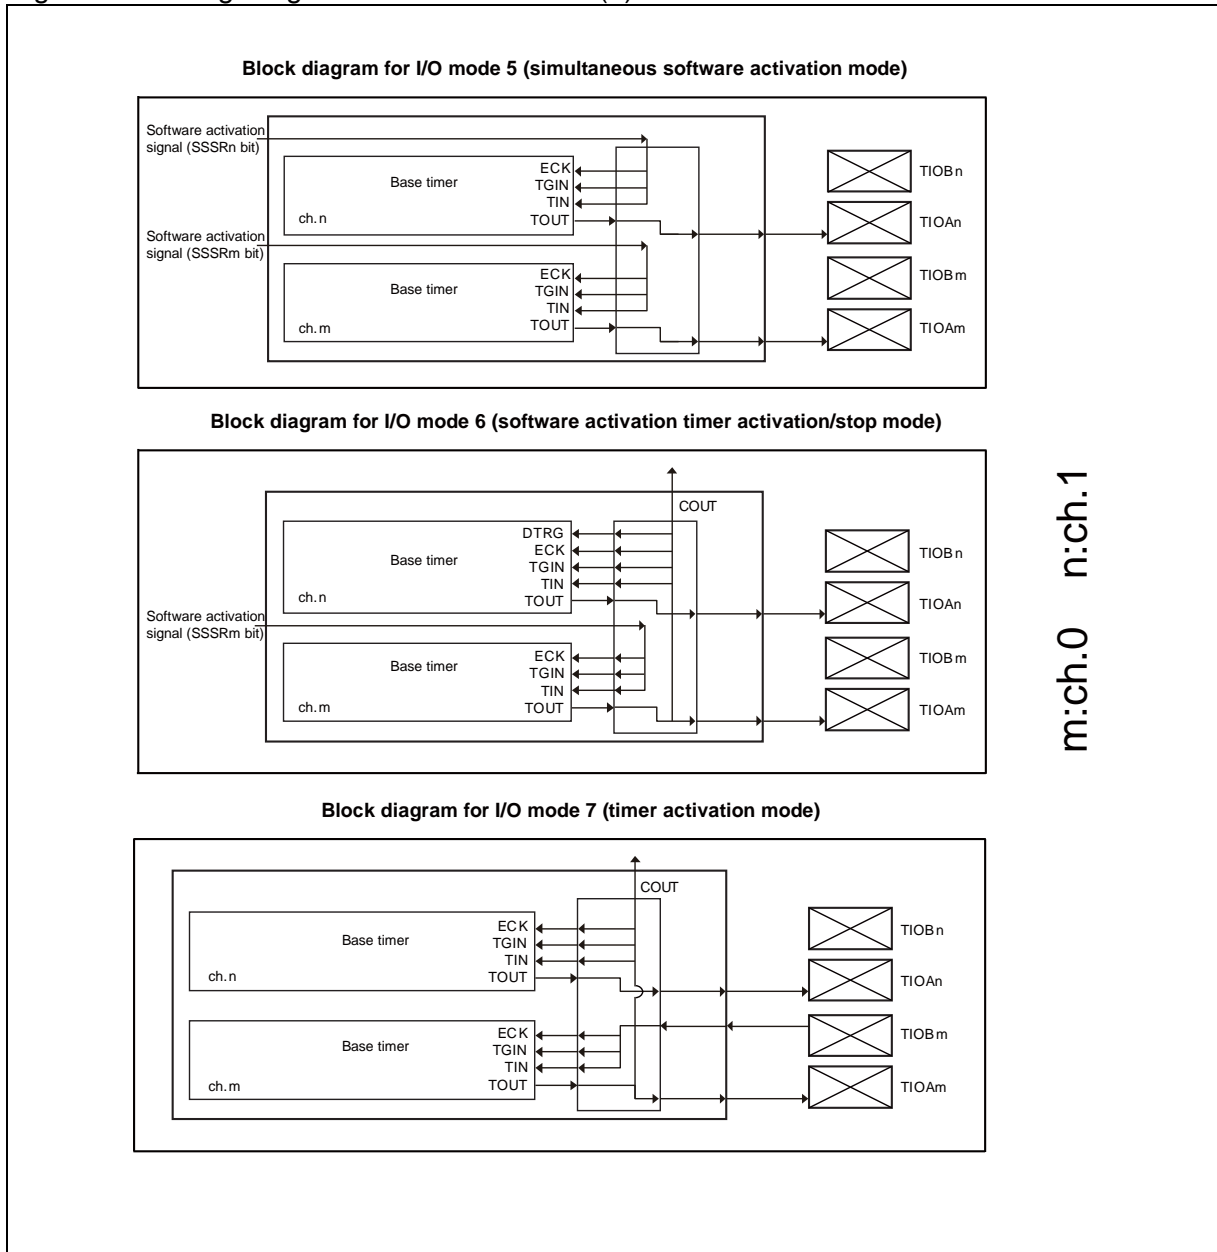 Block diagram for I/O mode 5 (simultaneous software activation mode)
Software activation
signal (SSSRn bit)
Base timer
ch.n
ECK
TGIN
TIN
TOUT
Software activation
signal (SSSRm bit)
Base timer
ch.m
ECK
TGIN
TIN
TOUT
TIOBn
TIOAn
TIOBm
TIOAm
Block diagram for I/O mode 6 (software activation timer activation/stop mode)
COUT
Base timer
ch.n
DTRG
ECK
TGIN
TIN
TOUT
Software activation
signal (SSSRm bit)
Base timer
ch.m
ECK
TGIN
TIN
TOUT
TIOBn
TIOAn
TIOBm
TIOAm
m:ch.0 n:ch.1
Block diagram for I/O mode 7 (timer activation mode)
COUT
Base timer
ch.n
ECK
TGIN
TIN
TOUT
Base timer
ch.m
ECK
TGIN
TIN
TOUT
TIOBn
TIOAn
TIOBm
TIOAm